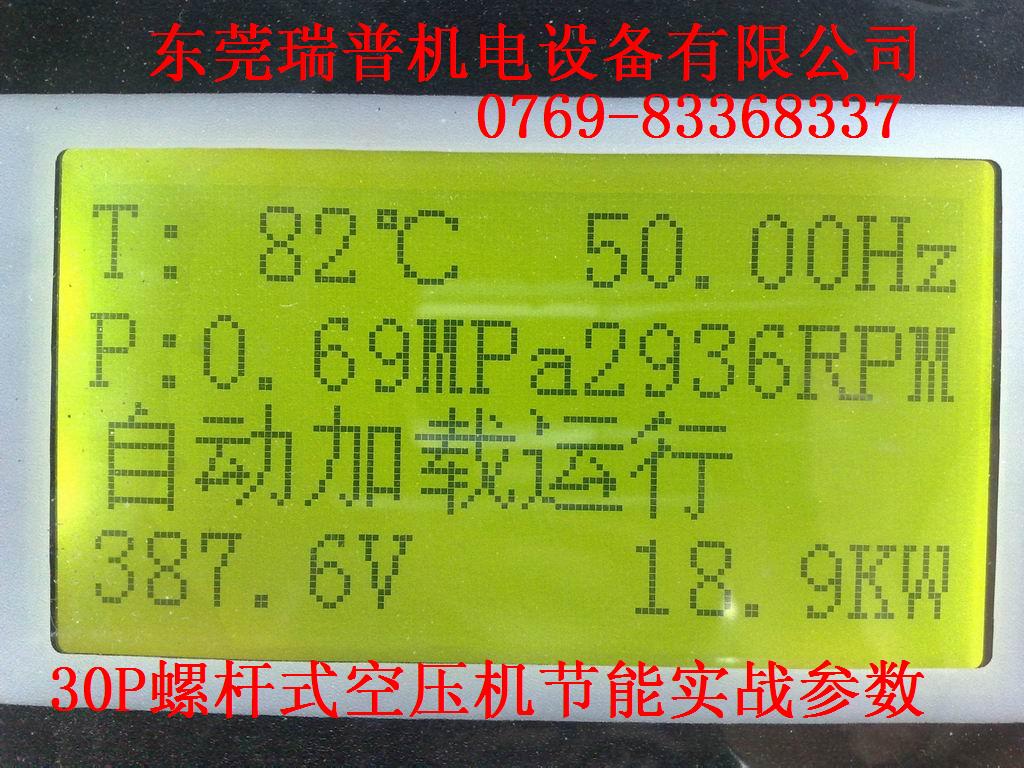 东莞瑞普机电设备有限公司
0769-83368337
T: 82℃ 50.00Hz
P:0.69MPa2936RPM
自动加载运行
387.6V 18.9KW
30P螺杆式空压机节能实战参数